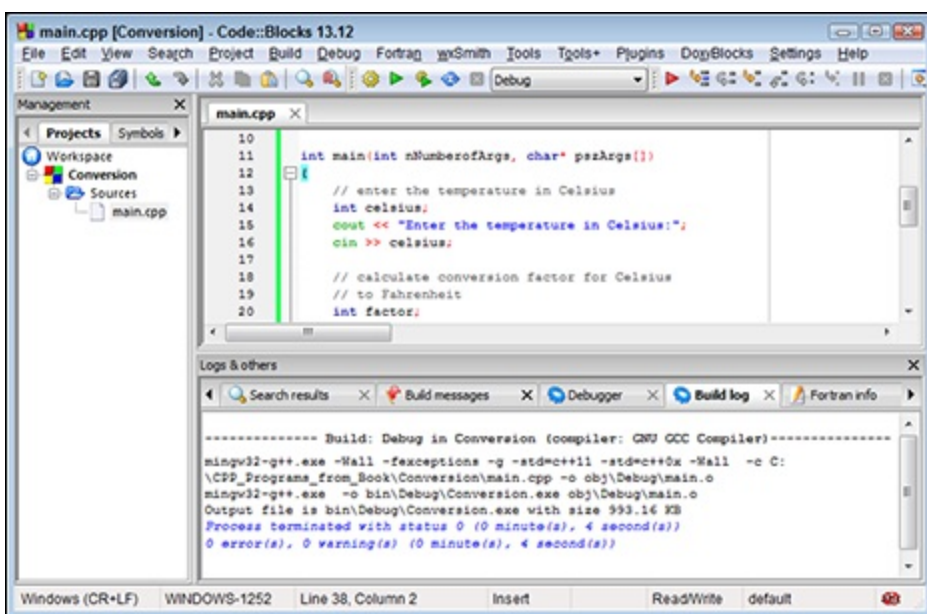 main.cpp [Conversion] - Code::Blocks 13.12
File Edit View Search Project Build Debug Fortran wxSmith Tools Tools+ Plugins DoxyBlocks Settings Help
Debug
Management
Projects Symbols
Workspace
Conversion
Sources
main.cpp
main.cpp
10
11 int main(int nNumberofArgs, char* pszArgs[])
12 {
13 // enter the temperature in Celsius
14 int celsius;
15 cout << "Enter the temperature in Celsius:";
16 cin >> celsius;
17
18 // calculate conversion factor for Celsius
19 // to Fahrenheit
20 int factor;
Logs & others
Search results Build messages Debugger Build log Fortran info
-------------- Build: Debug in Conversion (compiler: GNU GCC Compiler)---------------
mingw32-g++.exe -Wall -fexceptions -g -std=c++11 -std=c++0x -Wall -c C:
\CPP_Programs_from_Book\Conversion\main.cpp -o obj\Debug\main.o
mingw32-g++.exe -o bin\Debug\Conversion.exe obj\Debug\main.o
Output file is bin\Debug\Conversion.exe with size 993.16 KB
Process terminated with status 0 (0 minute(s), 4 second(s))
0 error(s), 0 warning(s) (0 minute(s), 4 second(s))
Windows (CR+LF) WINDOWS-1252 Line 38, Column 2 Insert Read/Write default